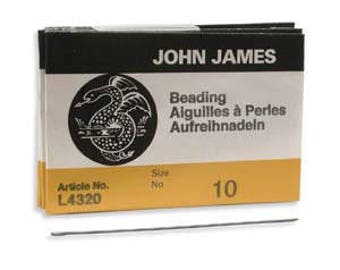 JOHN JAMES
Beading
Aiguilles à Perles
Aufreihnadeln
Article No.
L4320
Size
No
10